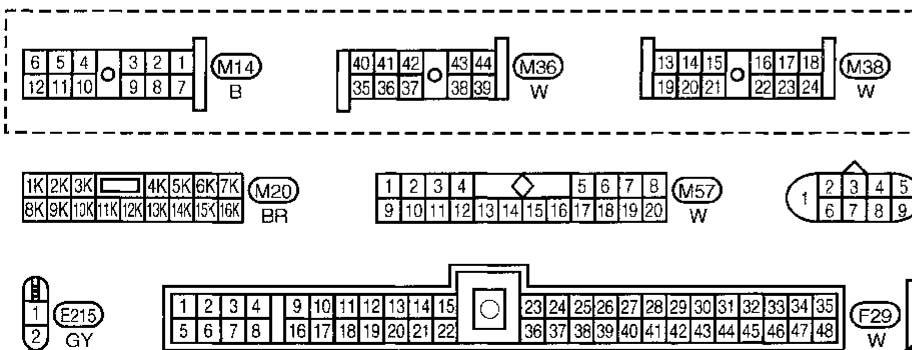 6 5 4 3 2 1 M14 40 41 42 43 44 M36 13 14 15 16 17 18 M38
12 11 10 9 8 7 B 35 36 37 38 39 W 19 20 21 22 23 24 W
1K 2K 3K 4K 5K 6K 7K M20 1 2 3 4 5 6 7 8 M57 1 2 3 4 5
8K 9K 10K 11K 12K 13K 14K 15K 16K BR 9 10 11 12 13 14 15 16 17 18 19 20 W 6 7 8 9
1 E215 1 2 3 4 9 10 11 12 13 14 15 23 24 25 26 27 28 29 30 31 32 33 34 35 F29
2 GY 5 6 7 8 16 17 18 19 20 21 22 36 37 38 39 40 41 42 43 44 45 46 47 48 W